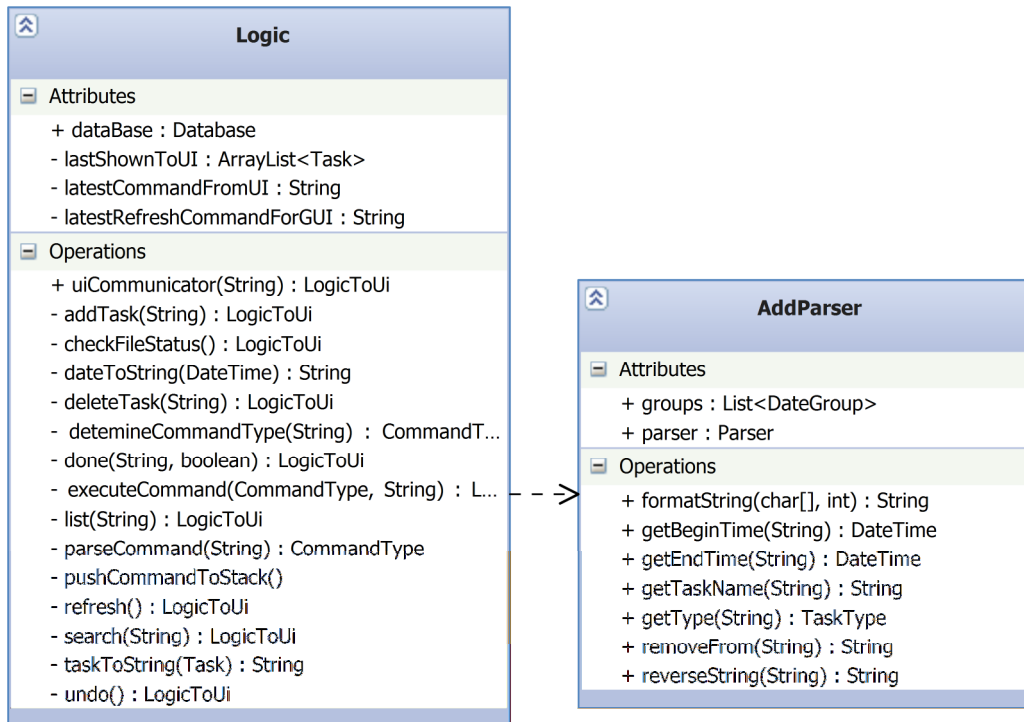 Logic
Attributes
+ dataBase : Database
- lastShownToUI : ArrayList<Task>
- latestCommandFromUI : String
- latestRefreshCommandForGUI : String
Operations
+ uiCommunicator(String) : LogicToUi
- addTask(String) : LogicToUi
- checkFileStatus() : LogicToUi
- dateToString(DateTime) : String
- deleteTask(String) : LogicToUi
- detemineCommandType(String) : CommandT...
- done(String, boolean) : LogicToUi
- executeCommand(CommandType, String) : L...
- list(String) : LogicToUi
- parseCommand(String) : CommandType
- pushCommandToStack()
- refresh() : LogicToUi
- search(String) : LogicToUi
- taskToString(Task) : String
- undo() : LogicToUi
AddParser
Attributes
+ groups : List<DateGroup>
+ parser : Parser
Operations
+ formatString(char[], int) : String
+ getBeginTime(String) : DateTime
+ getEndTime(String) : DateTime
+ getTaskName(String) : String
+ getType(String) : TaskType
+ removeFrom(String) : String
+ reverseString(String) : String